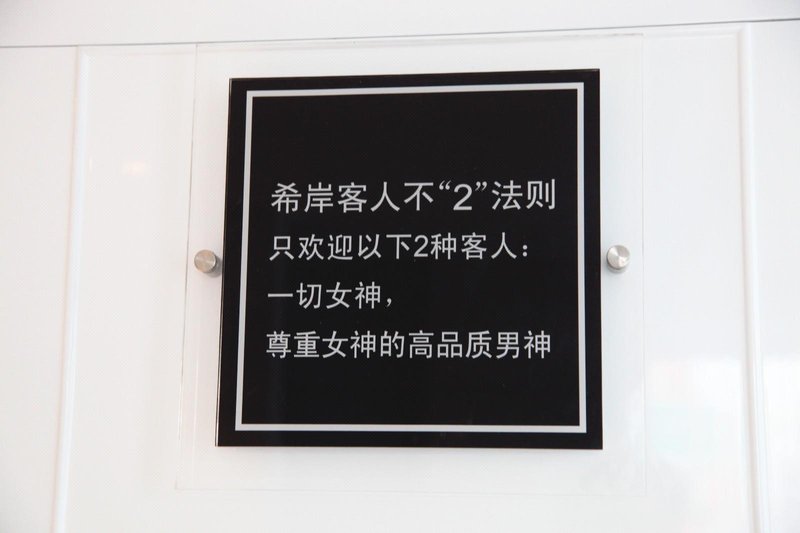 希岸客人不“2”法则
只欢迎以下2种客人：
一切女神，
尊重女神的高品质男神